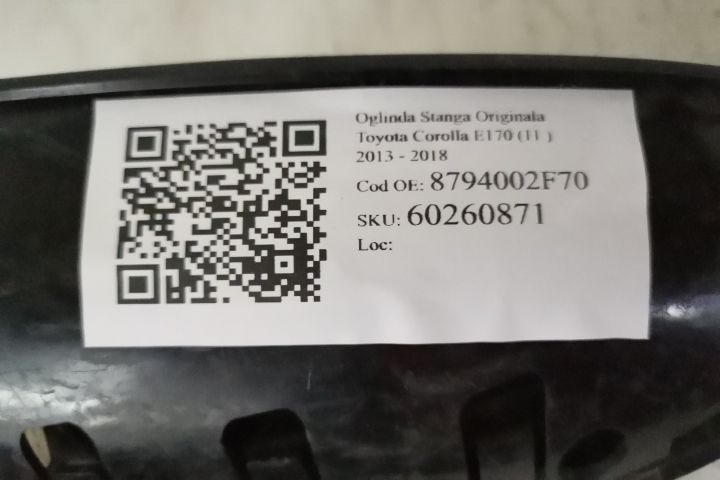 Oglinda Stanga Originala
Toyota Corolla E170 (11 )
2013 - 2018
Cod OE: 8794002F70
SKU: 60260871
Loc: